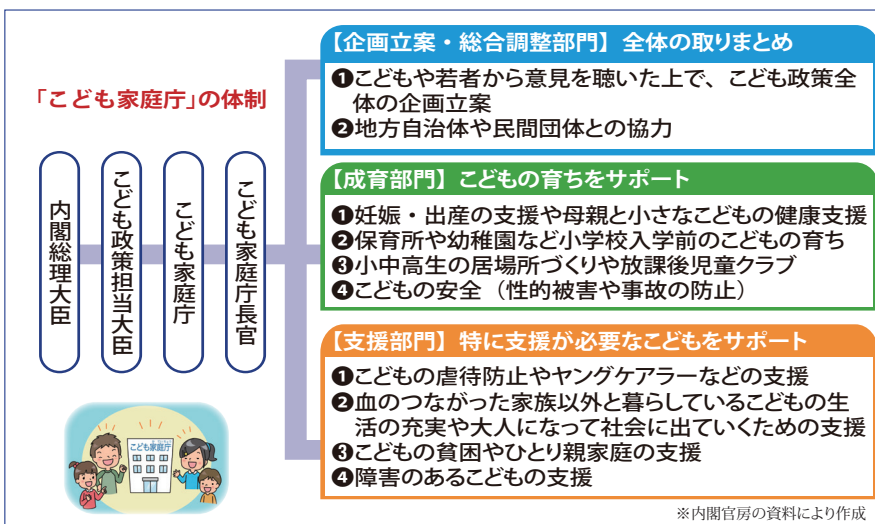 「こども家庭庁」の体制
内閣総理大臣
こども政策担当大臣
こども家庭庁
こども家庭庁長官
こども家庭庁
【企画立案・総合調整部門】 全体の取りまとめ
❶こどもや若者から意見を聴いた上で、こども政策全
体の企画立案
❷地方自治体や民間団体との協力
【成育部門】 こどもの育ちをサポート
❶妊娠・出産の支援や母親と小さなこどもの健康支援
❷保育所や幼稚園など小学校入学前のこどもの育ち
❸小中高生の居場所づくりや放課後児童クラブ
❹こどもの安全（性的被害や事故の防止）
【支援部門】 特に支援が必要なこどもをサポート
❶こどもの虐待防止やヤングケアラーなどの支援
❷血のつながった家族以外と暮らしているこどもの生
活の充実や大人になって社会に出ていくための支援
❸こどもの貧困やひとり親家庭の支援
❹障害のあるこどもの支援
※内閣官房の資料により作成